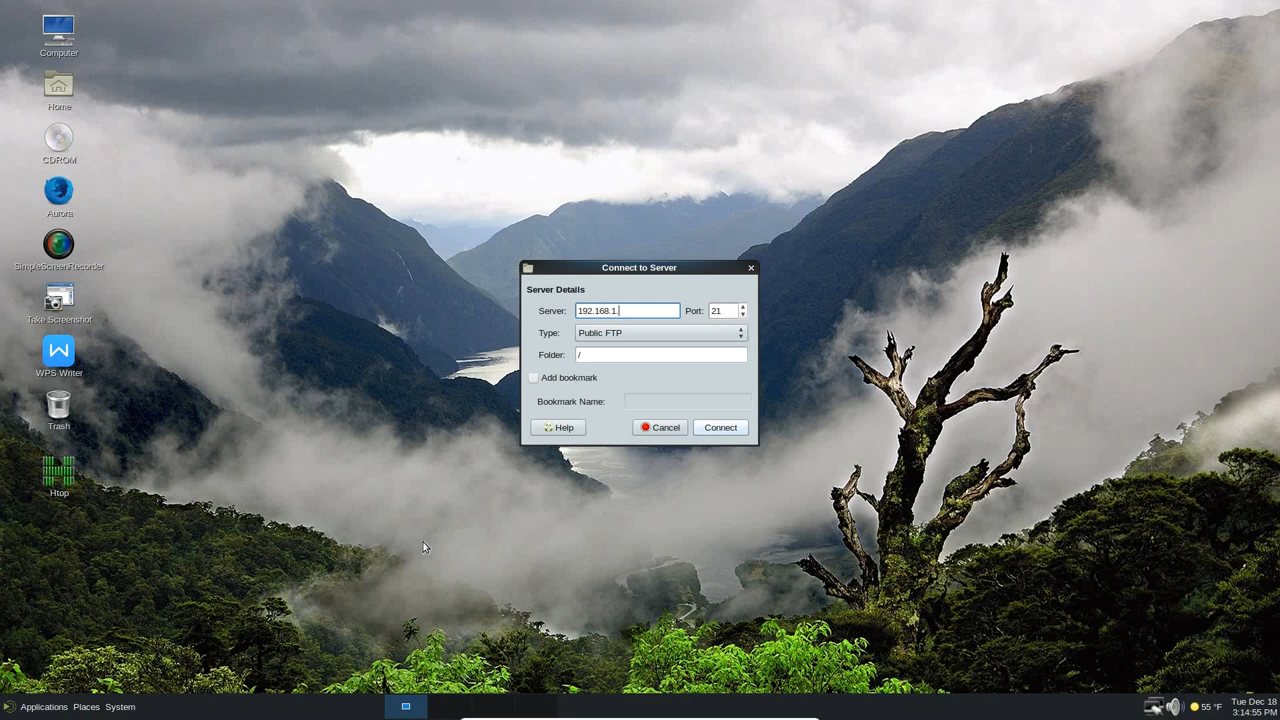 Computer
Home
CDROM
Aurora
SimpleScreenRecorder
Take Screenshot
WPS Writer
Trash
Htop
Connect to Server
Server Details
Server: 192.168.1. Port: 21
Type: Public FTP
Folder: /
Add bookmark
Bookmark Name:
Help Cancel Connect
Applications Places System
55 °F
Tue Dec 18
3:14:55 PM